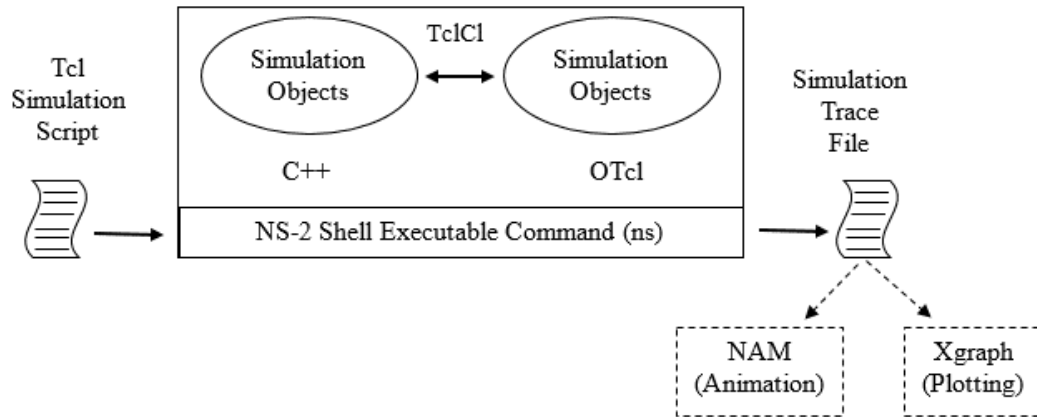 Tcl
Simulation
Script
TclCl
Simulation
Objects
Simulation
Objects
C++
OTcl
NS-2 Shell Executable Command (ns)
Simulation
Trace
File
NAM
(Animation)
Xgraph
(Plotting)